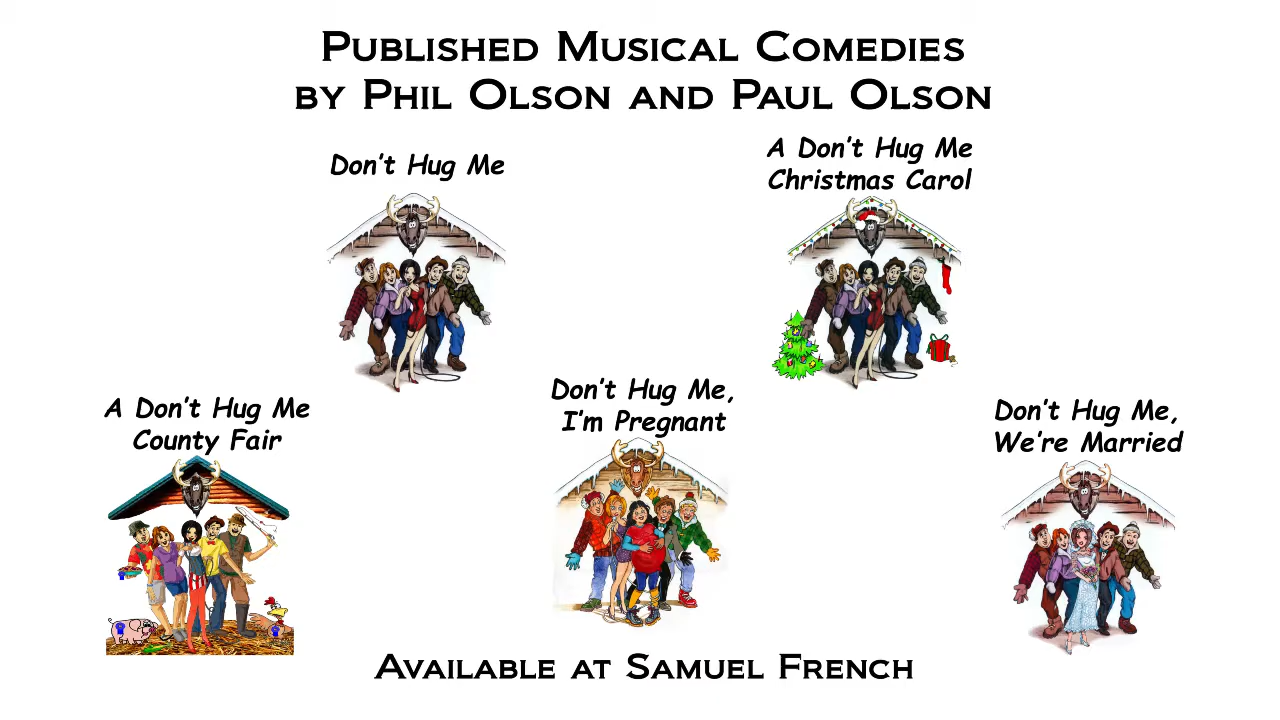 Published Musical Comedies
by Phil Olson and Paul Olson
Don't Hug Me
A Don't Hug Me
Christmas Carol
A Don't Hug Me
County Fair
Don't Hug Me,
I'm Pregnant
Don't Hug Me,
We're Married
Available at Samuel French